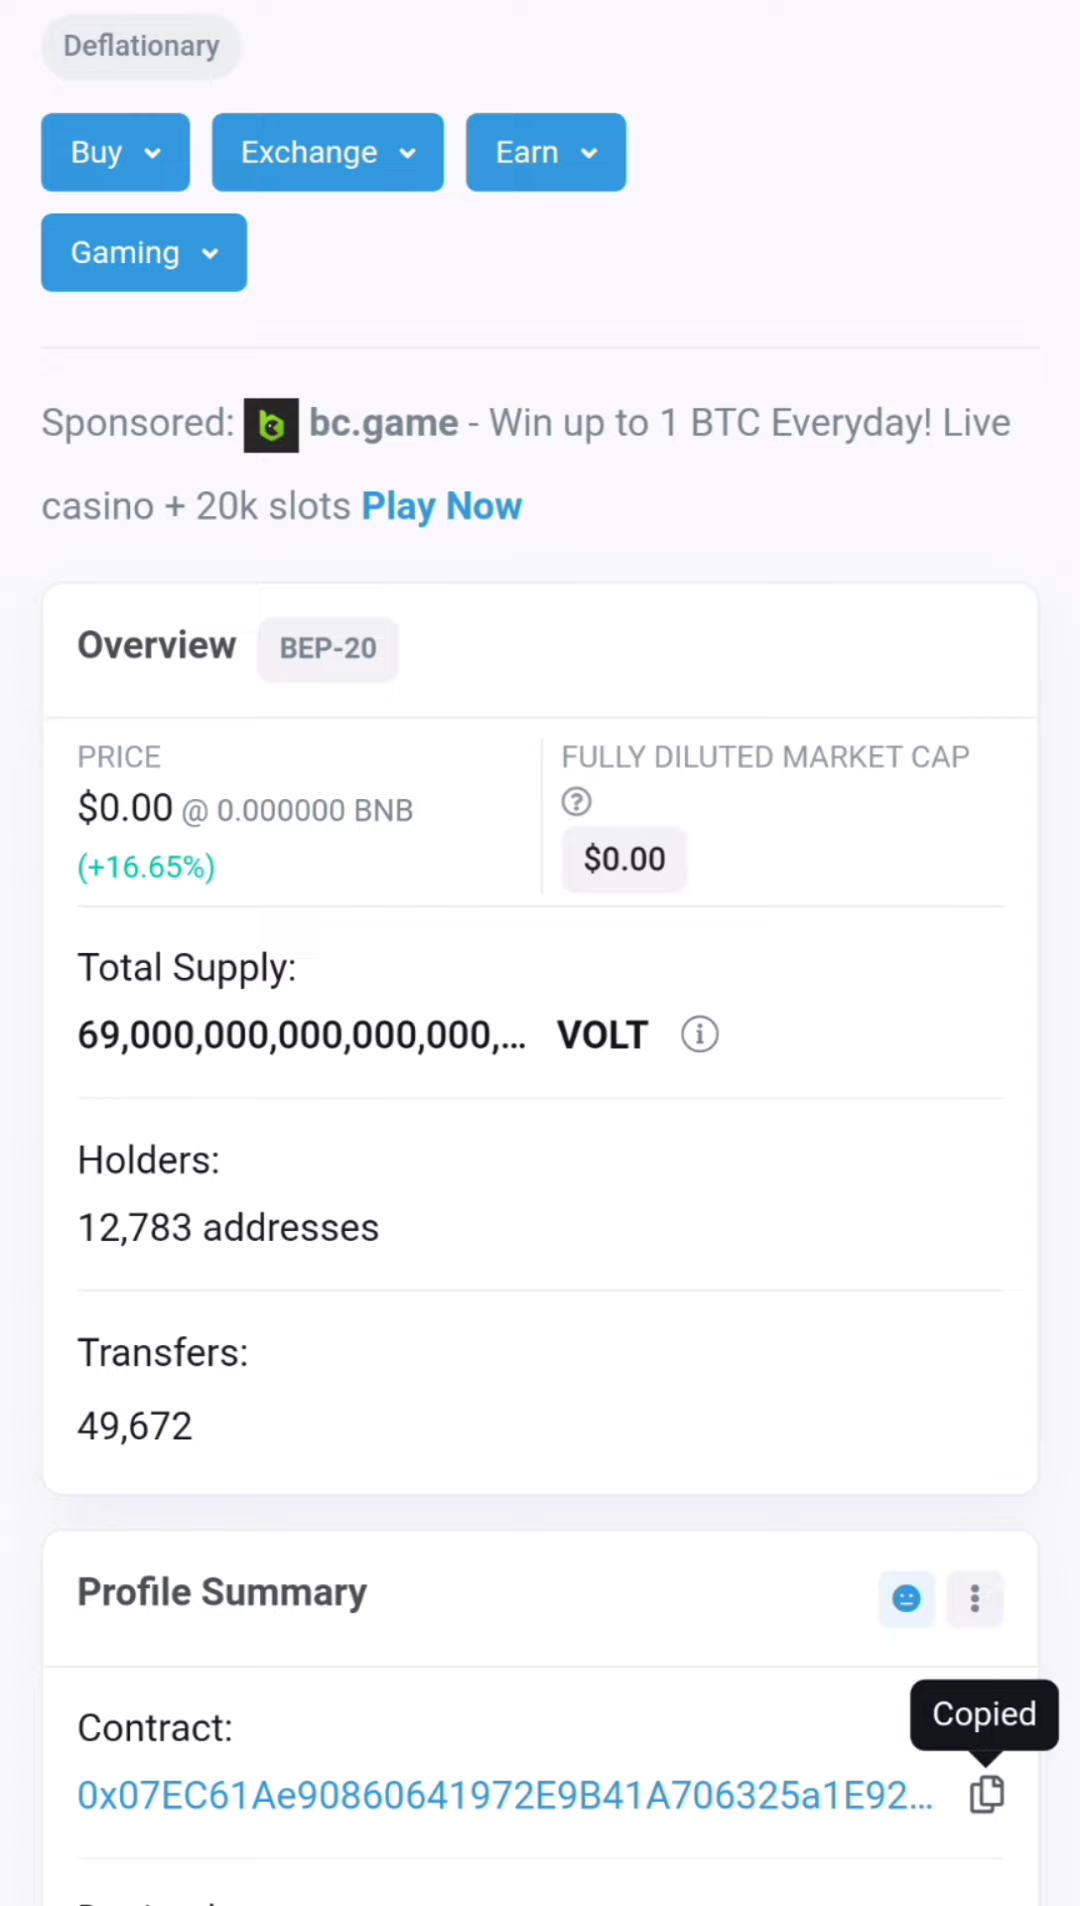 Deflationary
Buy
Exchange
Earn
Gaming
Sponsored: bc.game - Win up to 1 BTC Everyday! Live
casino + 20k slots Play Now
Overview BEP-20
PRICE
$0.00 @ 0.000000 BNB
(+16.65%)
FULLY DILUTED MARKET CAP
$0.00
Total Supply:
69,000,000,000,000,000,... VOLT
Holders:
12,783 addresses
Transfers:
49,672
Profile Summary
Copied
Contract:
0x07EC61Ae90860641972E9B41A706325a1E92...